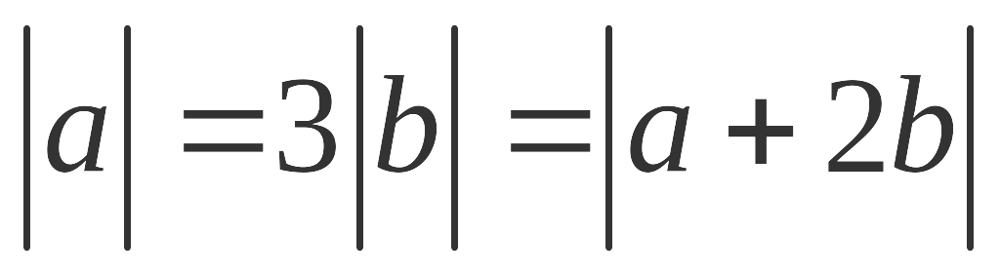 |a| =3|b| =|a + 2b|